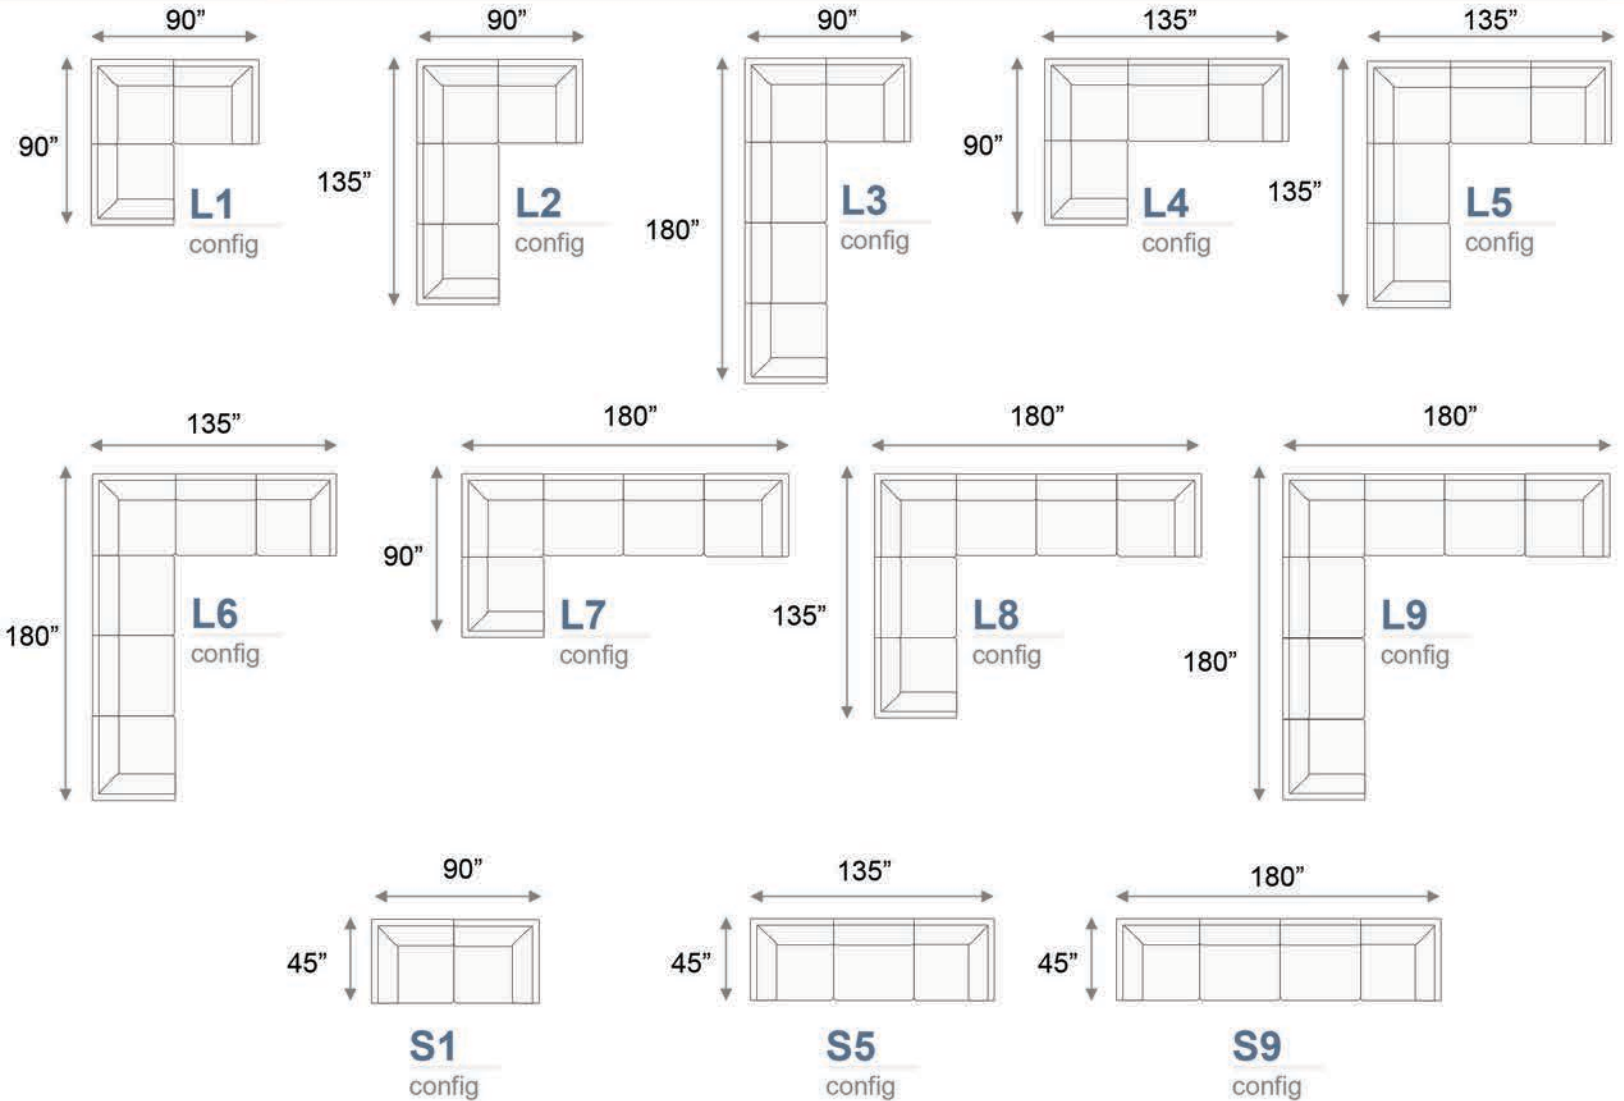 90”
90”
90”
135”
135”
90”
135”
180”
90”
135”
L1
config
L2
config
L3
config
L4
config
L5
config
135”
180”
180”
180”
180”
90”
135”
180”
L6
config
L7
config
L8
config
L9
config
90”
135”
180”
45”
45”
45”
S1
config
S5
config
S9
config